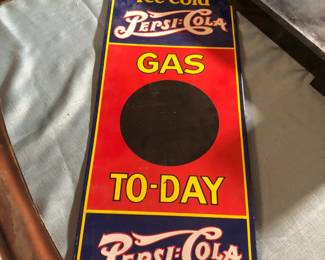 Ice Cold
PEPSI:COLA
GAS
TO-DAY
PEPSI:COLA